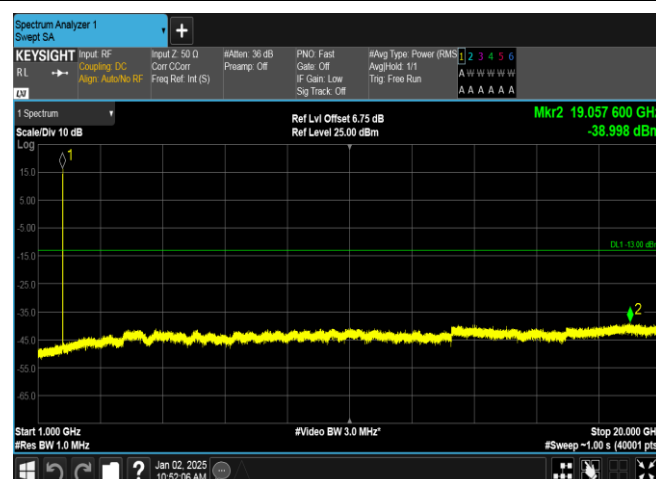 Spectrum Analyzer 1
Swept SA
+
KEYSIGHT Input: RF Input Z: 50 Ω #Atten: 36 dB PNO: Fast #Avg Type: Power (RMS 1 2 3 4 5 6
R L Coupling: DC Corr CCorr Preamp: Off Gate: Off Avg|Hold: 1/1 A W W W W W
Align: Auto/No RF Freq Ref: Int (S) IF Gain: Low Trig: Free Run
LXI Sig Track: Off A A A A A A
1 Spectrum Ref Lvl Offset 6.75 dB Mkr2 19.057 600 GHz
Scale/Div 10 dB Ref Level 25.00 dBm -38.998 dBm
Log
1
15.0
5.00
-5.00
DL1 -13.00 dBm
-15.0
-25.0
2
-35.0
-45.0
-55.0
-65.0
Start 1.000 GHz #Video BW 3.0 MHz* Stop 20.000 GH
#Res BW 1.0 MHz #Sweep ~1.00 s (40001 pts
? Jan 02, 2025
10:52:06 AM